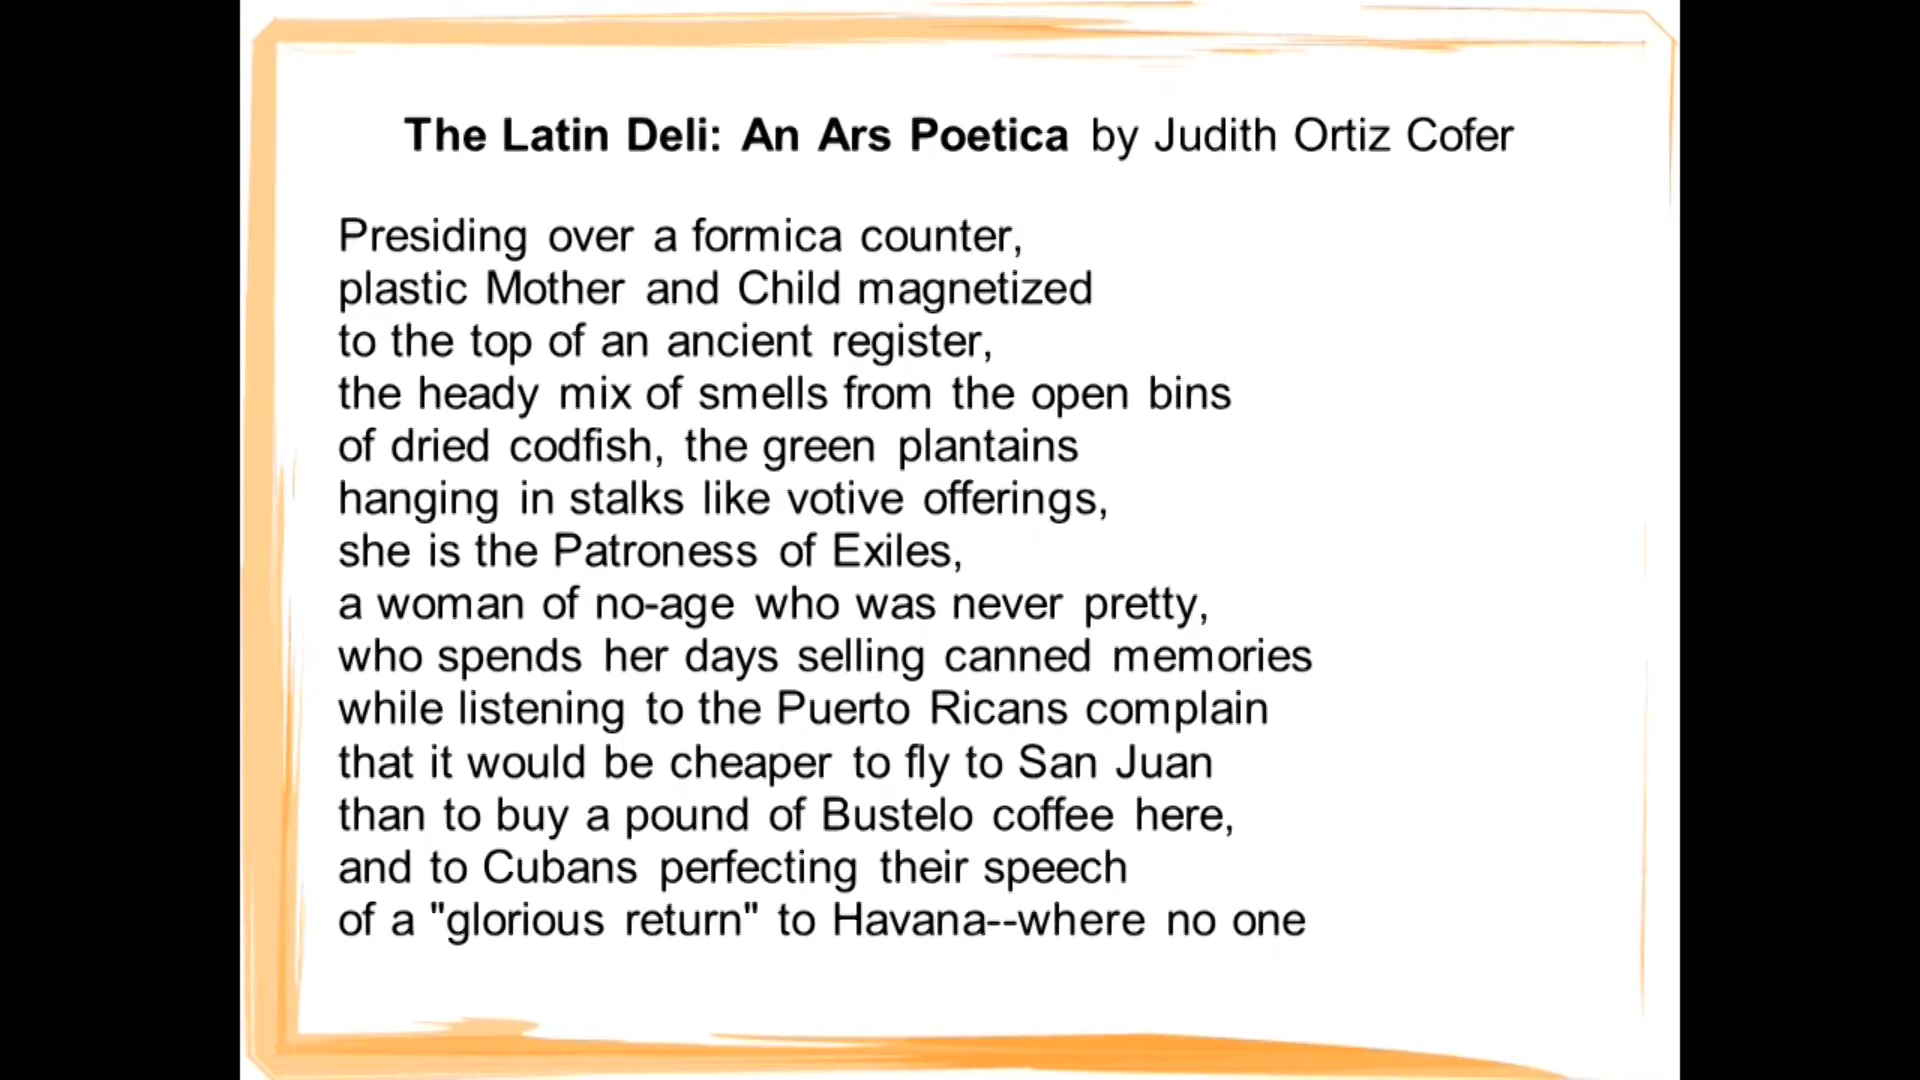 The Latin Deli: An Ars Poetica by Judith Ortiz Cofer
Presiding over a formica counter,
plastic Mother and Child magnetized
to the top of an ancient register,
the heady mix of smells from the open bins
of dried codfish, the green plantains
hanging in stalks like votive offerings,
she is the Patroness of Exiles,
a woman of no-age who was never pretty,
who spends her days selling canned memories
while listening to the Puerto Ricans complain
that it would be cheaper to fly to San Juan
than to buy a pound of Bustelo coffee here,
and to Cubans perfecting their speech
of a "glorious return" to Havana--where no one